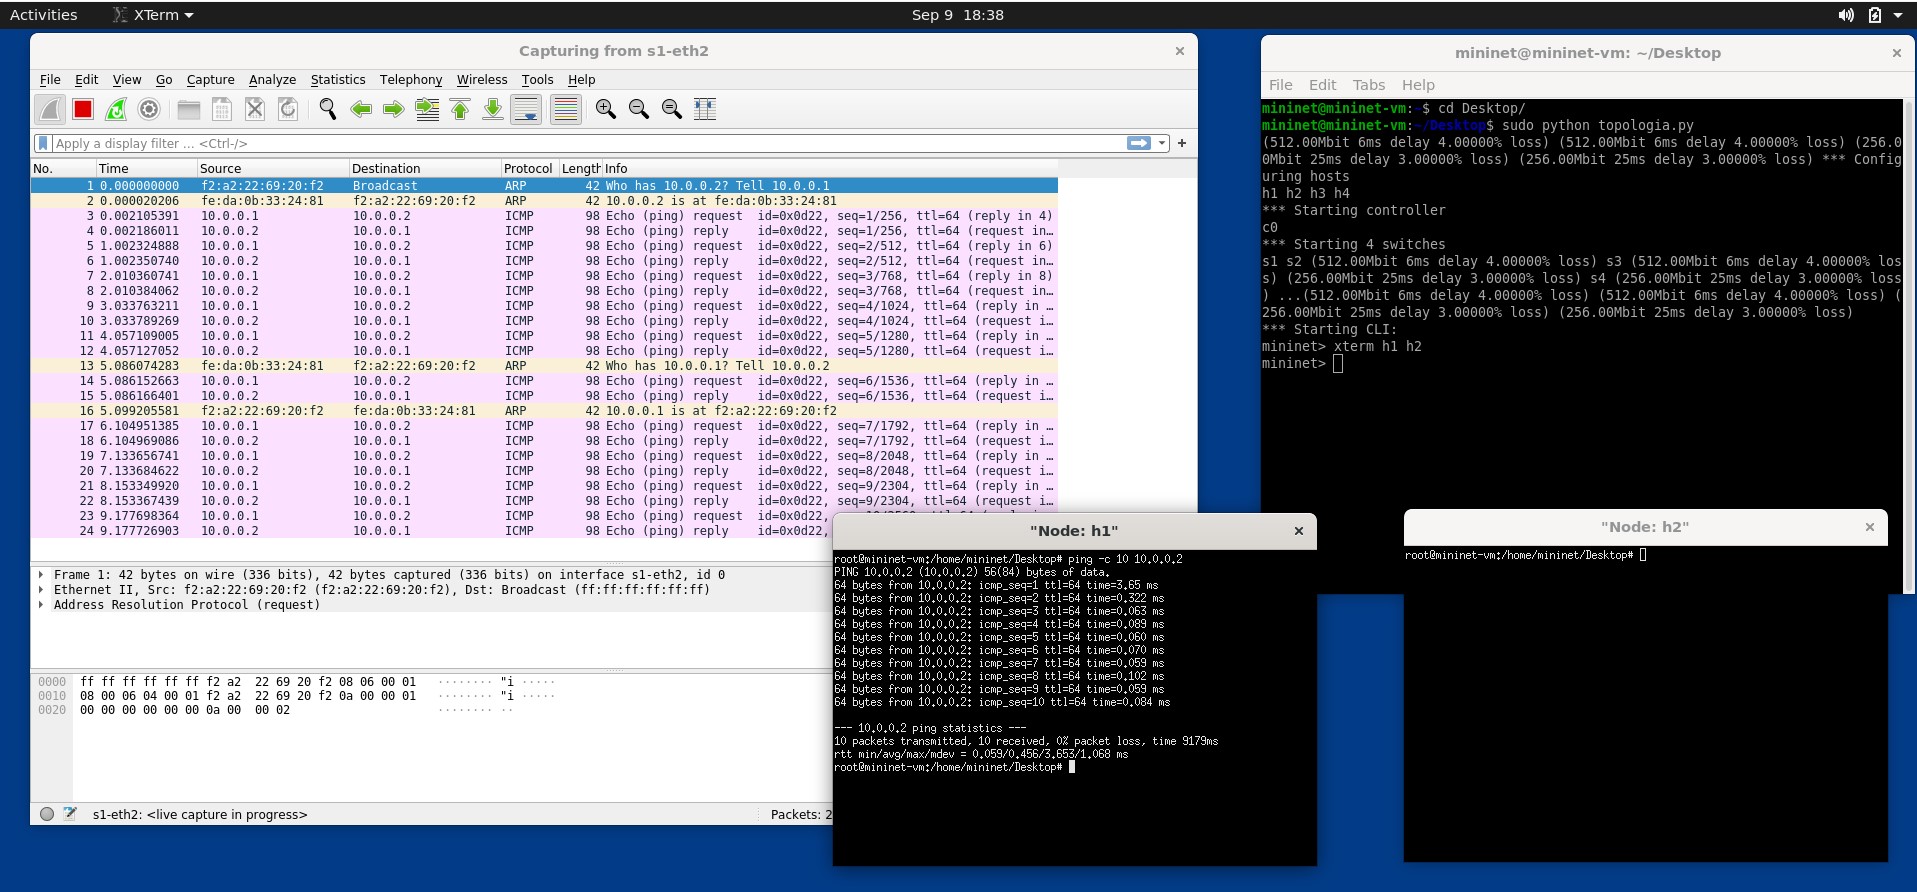 Activities XTerm Sep 9 18:38
Capturing from s1-eth2
File Edit View Go Capture Analyze Statistics Telephony Wireless Tools Help
Apply a display filter ... <Ctrl-/>
No. Time Source Destination Protocol Length Info
1 0.000000000 f2:a2:22:69:20:f2 Broadcast ARP 42 Who has 10.0.0.2? Tell 10.0.0.1
2 0.000020206 fe:da:0b:33:24:81 f2:a2:22:69:20:f2 ARP 42 10.0.0.2 is at fe:da:0b:33:24:81
3 0.002105391 10.0.0.1 10.0.0.2 ICMP 98 Echo (ping) request id=0x0d22, seq=1/256, ttl=64 (reply in 4)
4 0.002186011 10.0.0.2 10.0.0.1 ICMP 98 Echo (ping) reply id=0x0d22, seq=1/256, ttl=64 (request in…
5 1.002324888 10.0.0.1 10.0.0.2 ICMP 98 Echo (ping) request id=0x0d22, seq=2/512, ttl=64 (reply in 6)
6 1.002350740 10.0.0.2 10.0.0.1 ICMP 98 Echo (ping) reply id=0x0d22, seq=2/512, ttl=64 (request in…
7 2.010360741 10.0.0.1 10.0.0.2 ICMP 98 Echo (ping) request id=0x0d22, seq=3/768, ttl=64 (reply in 8)
8 2.010384062 10.0.0.2 10.0.0.1 ICMP 98 Echo (ping) reply id=0x0d22, seq=3/768, ttl=64 (request in…
9 3.033763211 10.0.0.1 10.0.0.2 ICMP 98 Echo (ping) request id=0x0d22, seq=4/1024, ttl=64 (reply in …
10 3.033789269 10.0.0.2 10.0.0.1 ICMP 98 Echo (ping) reply id=0x0d22, seq=4/1024, ttl=64 (request i…
11 4.057109005 10.0.0.1 10.0.0.2 ICMP 98 Echo (ping) request id=0x0d22, seq=5/1280, ttl=64 (reply in …
12 4.057127052 10.0.0.2 10.0.0.1 ICMP 98 Echo (ping) reply id=0x0d22, seq=5/1280, ttl=64 (request i…
13 5.086074283 fe:da:0b:33:24:81 f2:a2:22:69:20:f2 ARP 42 Who has 10.0.0.1? Tell 10.0.0.2
14 5.086152663 10.0.0.1 10.0.0.2 ICMP 98 Echo (ping) request id=0x0d22, seq=6/1536, ttl=64 (reply in …
15 5.086166401 10.0.0.2 10.0.0.1 ICMP 98 Echo (ping) reply id=0x0d22, seq=6/1536, ttl=64 (request i…
16 5.099205581 f2:a2:22:69:20:f2 fe:da:0b:33:24:81 ARP 42 10.0.0.1 is at f2:a2:22:69:20:f2
17 6.104951385 10.0.0.1 10.0.0.2 ICMP 98 Echo (ping) request id=0x0d22, seq=7/1792, ttl=64 (reply in …
18 6.104969086 10.0.0.2 10.0.0.1 ICMP 98 Echo (ping) reply id=0x0d22, seq=7/1792, ttl=64 (request i…
19 7.133656741 10.0.0.1 10.0.0.2 ICMP 98 Echo (ping) request id=0x0d22, seq=8/2048, ttl=64 (reply in …
20 7.133684622 10.0.0.2 10.0.0.1 ICMP 98 Echo (ping) reply id=0x0d22, seq=8/2048, ttl=64 (request i…
21 8.153349920 10.0.0.1 10.0.0.2 ICMP 98 Echo (ping) request id=0x0d22, seq=9/2304, ttl=64 (reply in …
22 8.153367439 10.0.0.2 10.0.0.1 ICMP 98 Echo (ping) reply id=0x0d22, seq=9/2304, ttl=64 (request i…
23 9.177698364 10.0.0.1 10.0.0.2 ICMP 98 Echo (ping) request id=0x0d22,
24 9.177726903 10.0.0.2 10.0.0.1 ICMP 98 Echo (ping) reply id=0x0d22,
Frame 1: 42 bytes on wire (336 bits), 42 bytes captured (336 bits) on interface s1-eth2, id 0
Ethernet II, Src: f2:a2:22:69:20:f2 (f2:a2:22:69:20:f2), Dst: Broadcast (ff:ff:ff:ff:ff:ff)
Address Resolution Protocol (request)
0000 ff ff ff ff ff ff f2 a2 22 69 20 f2 08 06 00 01 ········ "i ·····
0010 08 00 06 04 00 01 f2 a2 22 69 20 f2 0a 00 00 01 ········ "i ·····
0020 00 00 00 00 00 00 0a 00 00 02 ········ ··
s1-eth2: <live capture in progress> Packets: 2
mininet@mininet-vm: ~/Desktop
File Edit Tabs Help
mininet@mininet-vm:~$ cd Desktop/
mininet@mininet-vm:~/Desktop$ sudo python topologia.py
(512.00Mbit 6ms delay 4.00000% loss) (512.00Mbit 6ms delay 4.00000% loss) (256.0
0Mbit 25ms delay 3.00000% loss) (256.00Mbit 25ms delay 3.00000% loss) *** Config
uring hosts
h1 h2 h3 h4
*** Starting controller
c0
*** Starting 4 switches
s1 s2 (512.00Mbit 6ms delay 4.00000% loss) s3 (512.00Mbit 6ms delay 4.00000% los
s) (256.00Mbit 25ms delay 3.00000% loss) s4 (256.00Mbit 25ms delay 3.00000% loss
) ...(512.00Mbit 6ms delay 4.00000% loss) (512.00Mbit 6ms delay 4.00000% loss) (
256.00Mbit 25ms delay 3.00000% loss) (256.00Mbit 25ms delay 3.00000% loss)
*** Starting CLI:
mininet> xterm h1 h2
mininet>
"Node: h1"
root@mininet-vm:/home/mininet/Desktop# ping -c 10 10.0.0.2
PING 10.0.0.2 (10.0.0.2) 56(84) bytes of data.
64 bytes from 10.0.0.2: icmp_seq=1 ttl=64 time=3.65 ms
64 bytes from 10.0.0.2: icmp_seq=2 ttl=64 time=0.322 ms
64 bytes from 10.0.0.2: icmp_seq=3 ttl=64 time=0.063 ms
64 bytes from 10.0.0.2: icmp_seq=4 ttl=64 time=0.089 ms
64 bytes from 10.0.0.2: icmp_seq=5 ttl=64 time=0.060 ms
64 bytes from 10.0.0.2: icmp_seq=6 ttl=64 time=0.070 ms
64 bytes from 10.0.0.2: icmp_seq=7 ttl=64 time=0.059 ms
64 bytes from 10.0.0.2: icmp_seq=8 ttl=64 time=0.102 ms
64 bytes from 10.0.0.2: icmp_seq=9 ttl=64 time=0.059 ms
64 bytes from 10.0.0.2: icmp_seq=10 ttl=64 time=0.084 ms
--- 10.0.0.2 ping statistics ---
10 packets transmitted, 10 received, 0% packet loss, time 9179ms
rtt min/avg/max/mdev = 0.059/0.456/3.653/1.068 ms
root@mininet-vm:/home/mininet/Desktop#
"Node: h2"
root@mininet-vm:/home/mininet/Desktop#